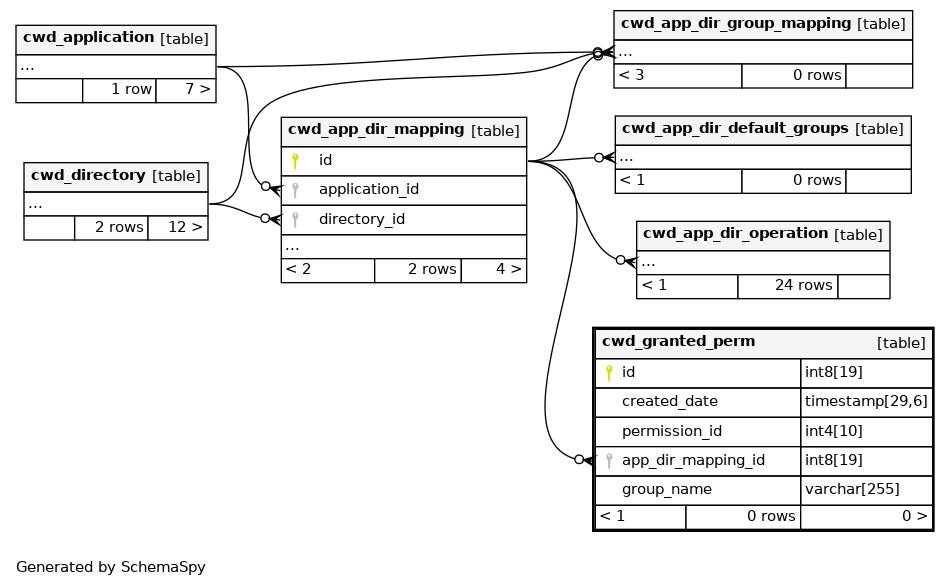 cwd_application [table]
...
1 row 7 >
cwd_directory [table]
...
2 rows 12 >
cwd_app_dir_mapping [table]
id
application_id
directory_id
...
< 2 2 rows 4 >
cwd_app_dir_group_mapping [table]
...
< 3 0 rows
cwd_app_dir_default_groups [table]
...
< 1 0 rows
cwd_app_dir_operation [table]
...
< 1 24 rows
cwd_granted_perm [table]
id int8[19]
created_date timestamp[29,6]
permission_id int4[10]
app_dir_mapping_id int8[19]
group_name varchar[255]
< 1 0 rows 0 >
Generated by SchemaSpy